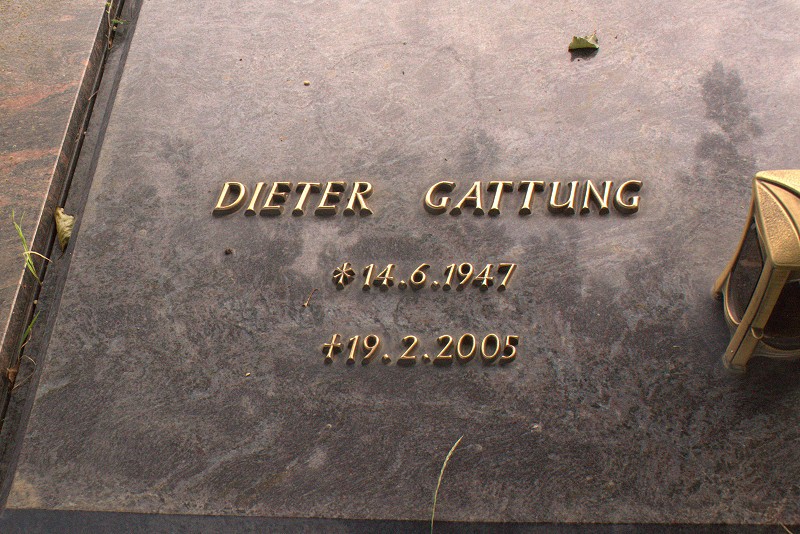 DIETER GATTUNG
* 14.6.1947
+ 19.2.2005